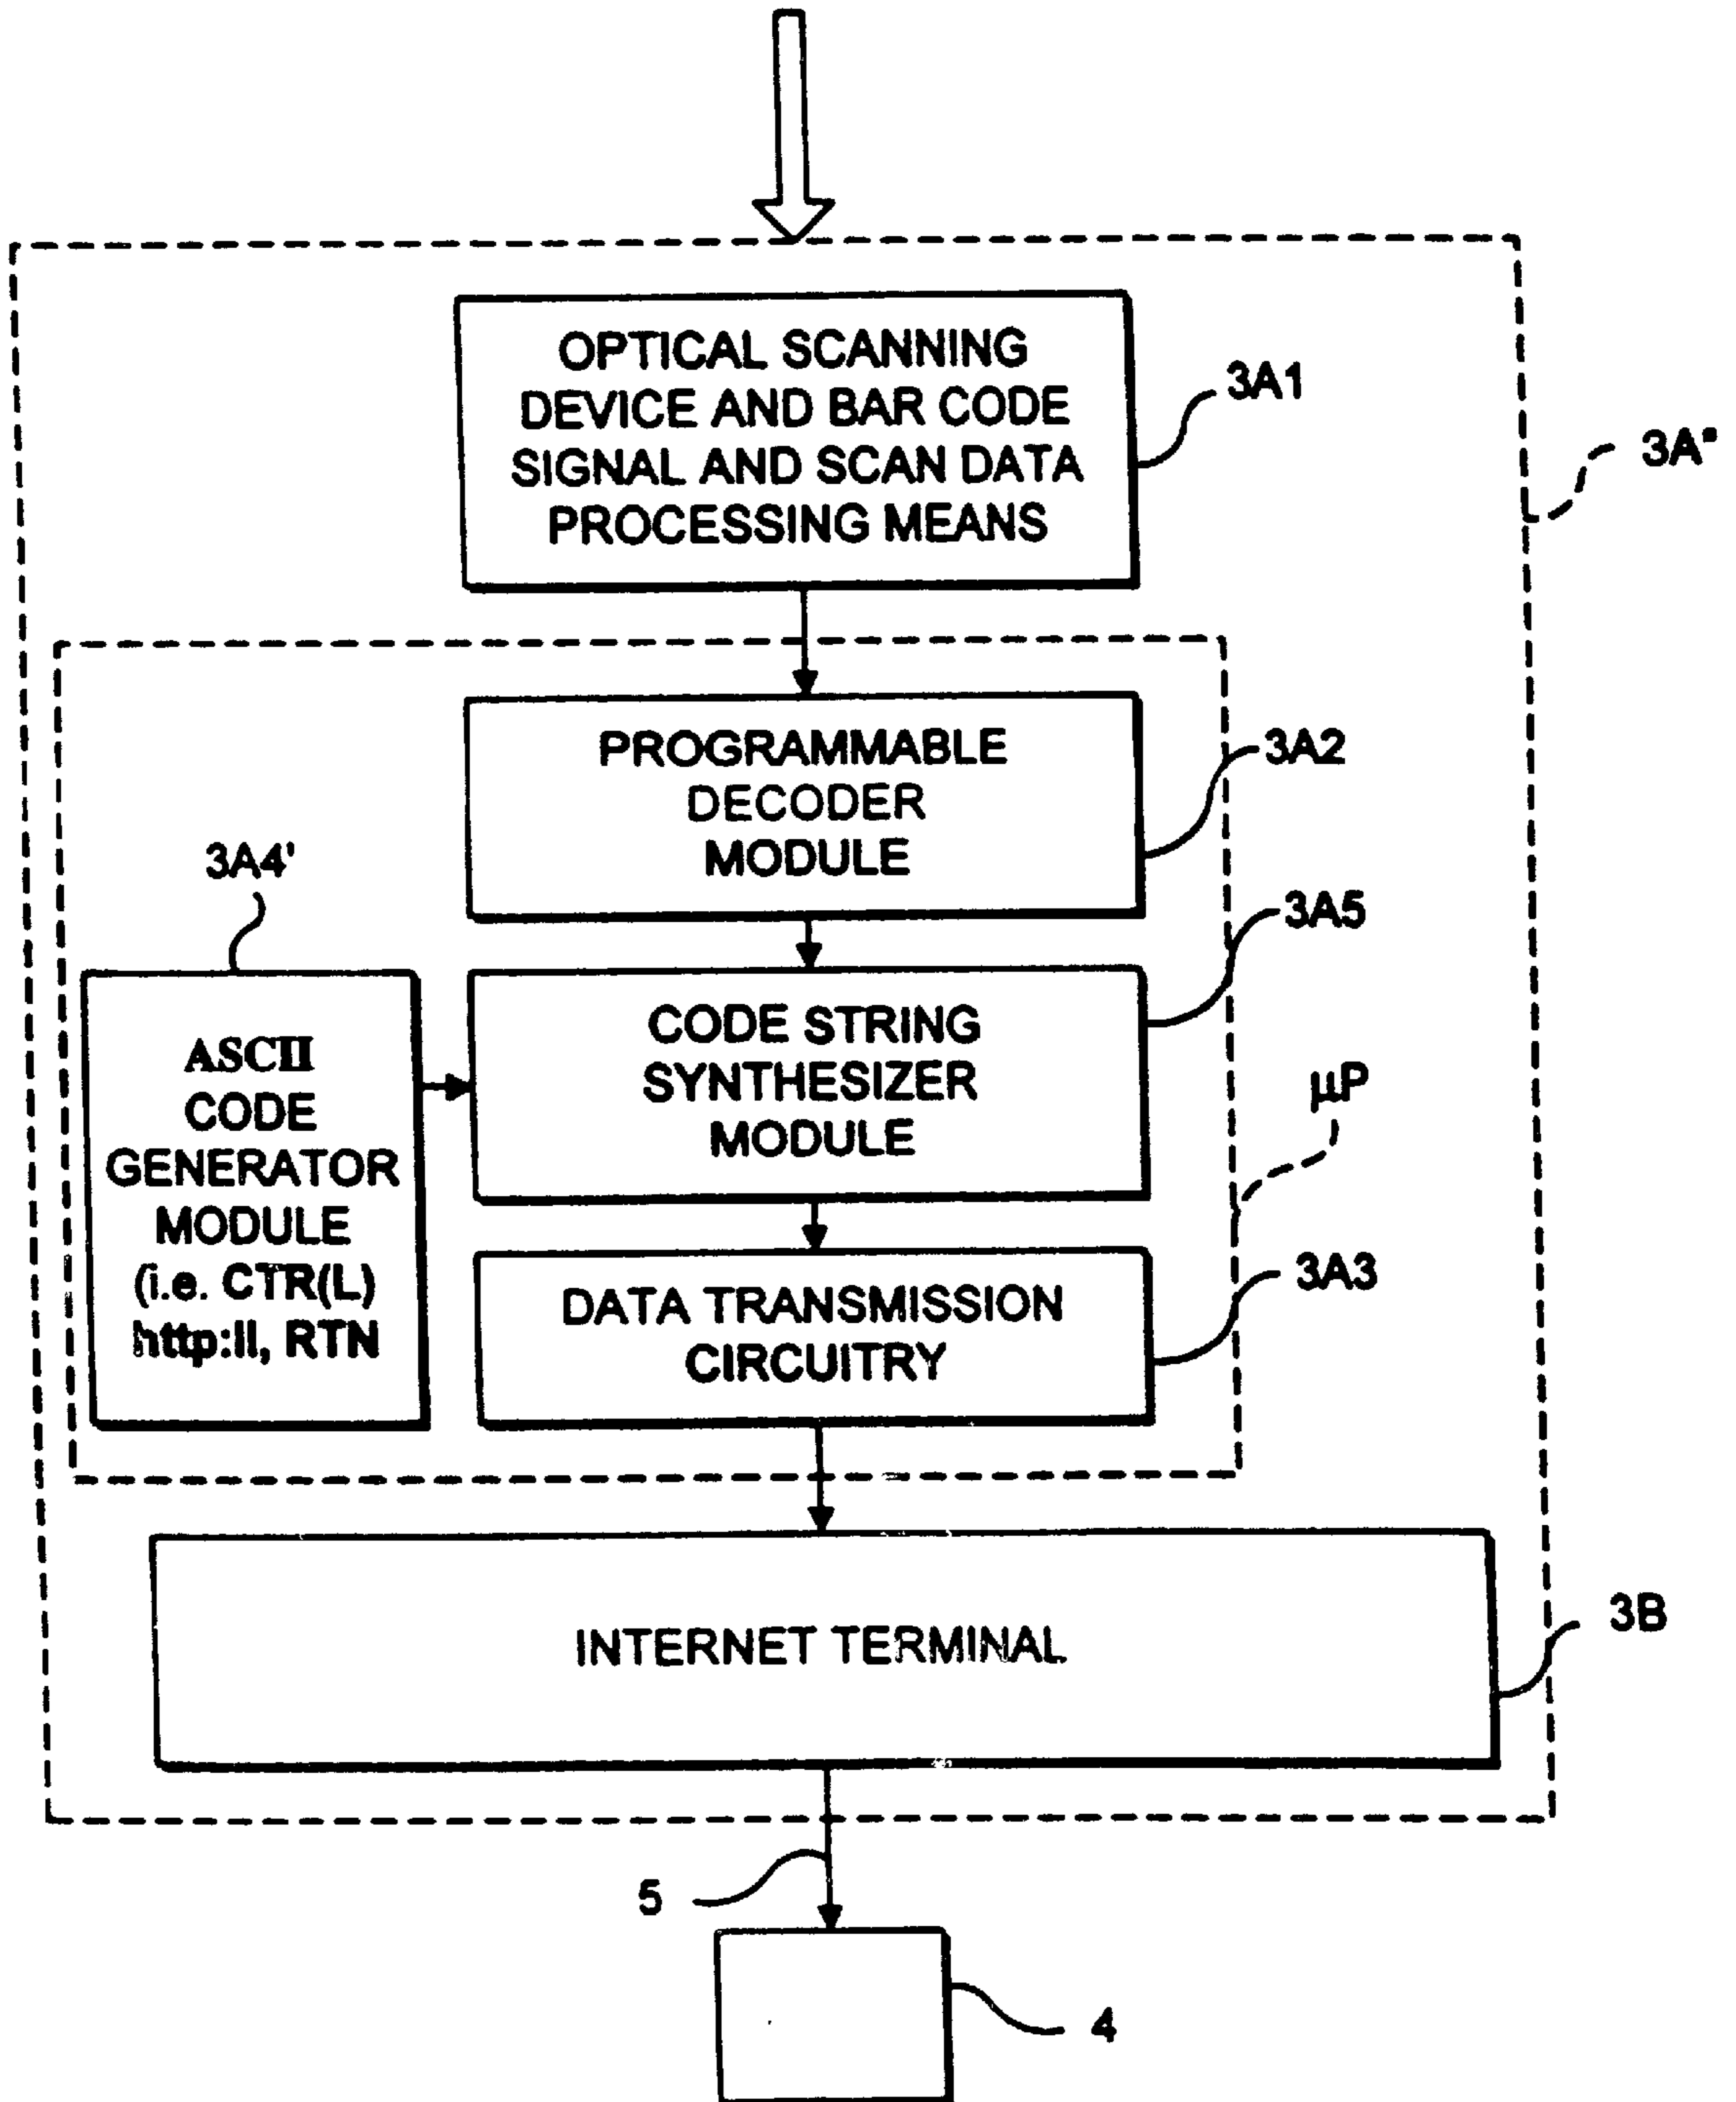 OPTICAL SCANNING
DEVICE AND BAR CODE
SIGNAL AND SCAN DATA
PROCESSING MEANS
3A1
3A"
PROGRAMMABLE
DECODER
MODULE
3A2
3A4'
3A5
ASCII
CODE
GENERATOR
MODULE
(i.e. CTR(L)
http:ll, RTN
CODE STRING
SYNTHESIZER
MODULE
µP
DATA TRANSMISSION
CIRCUITRY
3A3
INTERNET TERMINAL
3B
5
4